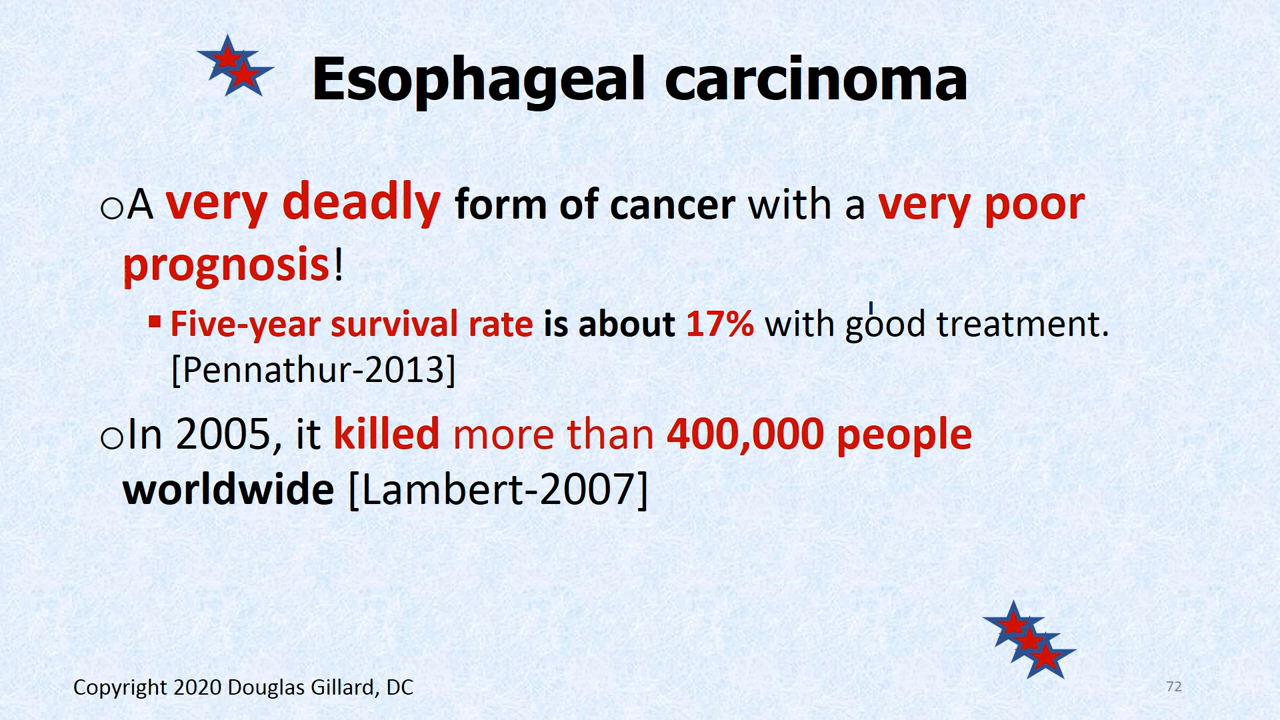 Esophageal carcinoma
○A very deadly form of cancer with a very poor
prognosis!
▪Five-year survival rate is about 17% with good treatment.
[Pennathur-2013]
○In 2005, it killed more than 400,000 people
worldwide [Lambert-2007]
Copyright 2020 Douglas Gillard, DC
72